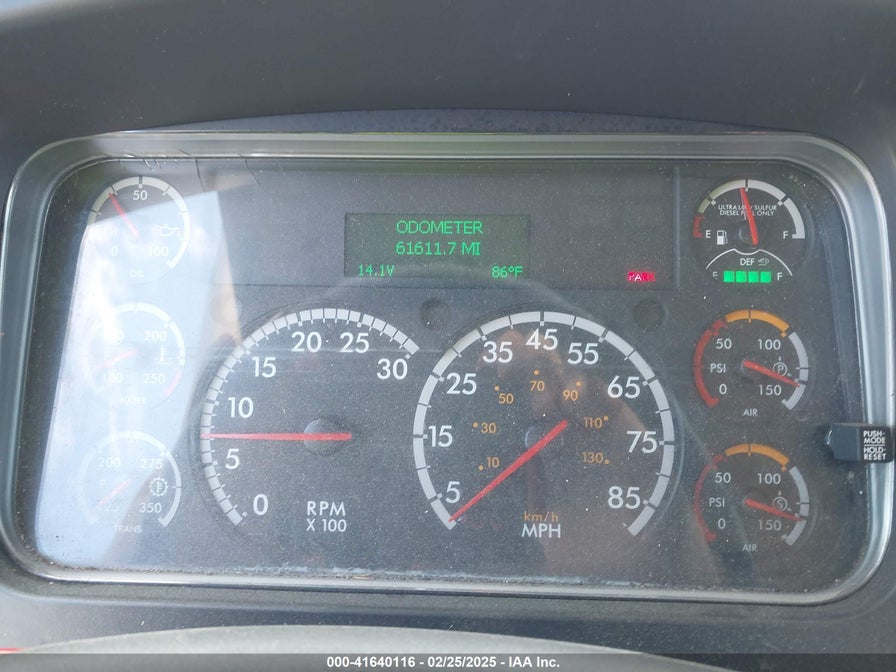 ODOMETER
61611.7 MI
14.1V 86°F
PARK
50
0 100
OIL
200
100 250
WATER
200 275
350
TRANS
0 5 10 15 20 25 30
RPM
X 100
5 15 25 35 45 55 65 75 85
10 30 50 70 90 110 130
km/h
MPH
ULTRA LOW SULFUR
DIESEL FUEL ONLY
E F
DEF
E F
50 100
PSI P
0 150
AIR
50 100
PSI S
0 150
AIR
PUSH-
MODE
HOLD-
RESET
000-41640116 - 02/25/2025 - IAA Inc.